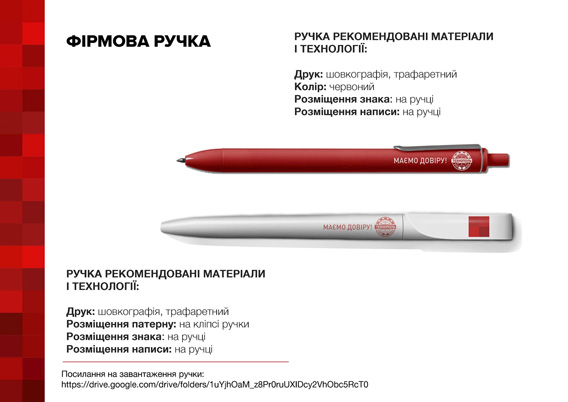 ФІРМОВА РУЧКА
РУЧКА РЕКОМЕНДОВАНІ МАТЕРІАЛИ
І ТЕХНОЛОГІЇ:
Друк: шовкографія, трафаретний
Колір: червоний
Розміщення знака: на ручці
Розміщення написи: на ручці
МАЄМО ДОВІРУ!
МАЄМО ДОВІРУ!
РУЧКА РЕКОМЕНДОВАНІ МАТЕРІАЛИ
І ТЕХНОЛОГІЇ:
Друк: шовкографія, трафаретний
Розміщення патерну: на кліпсі ручки
Розміщення знака: на ручці
Розміщення написи: на ручці
Посилання на завантаження ручки:
https://drive.google.com/drive/folders/1uYjhOaM_z8Pr0ruUXIDcy2VhObc5RcT0